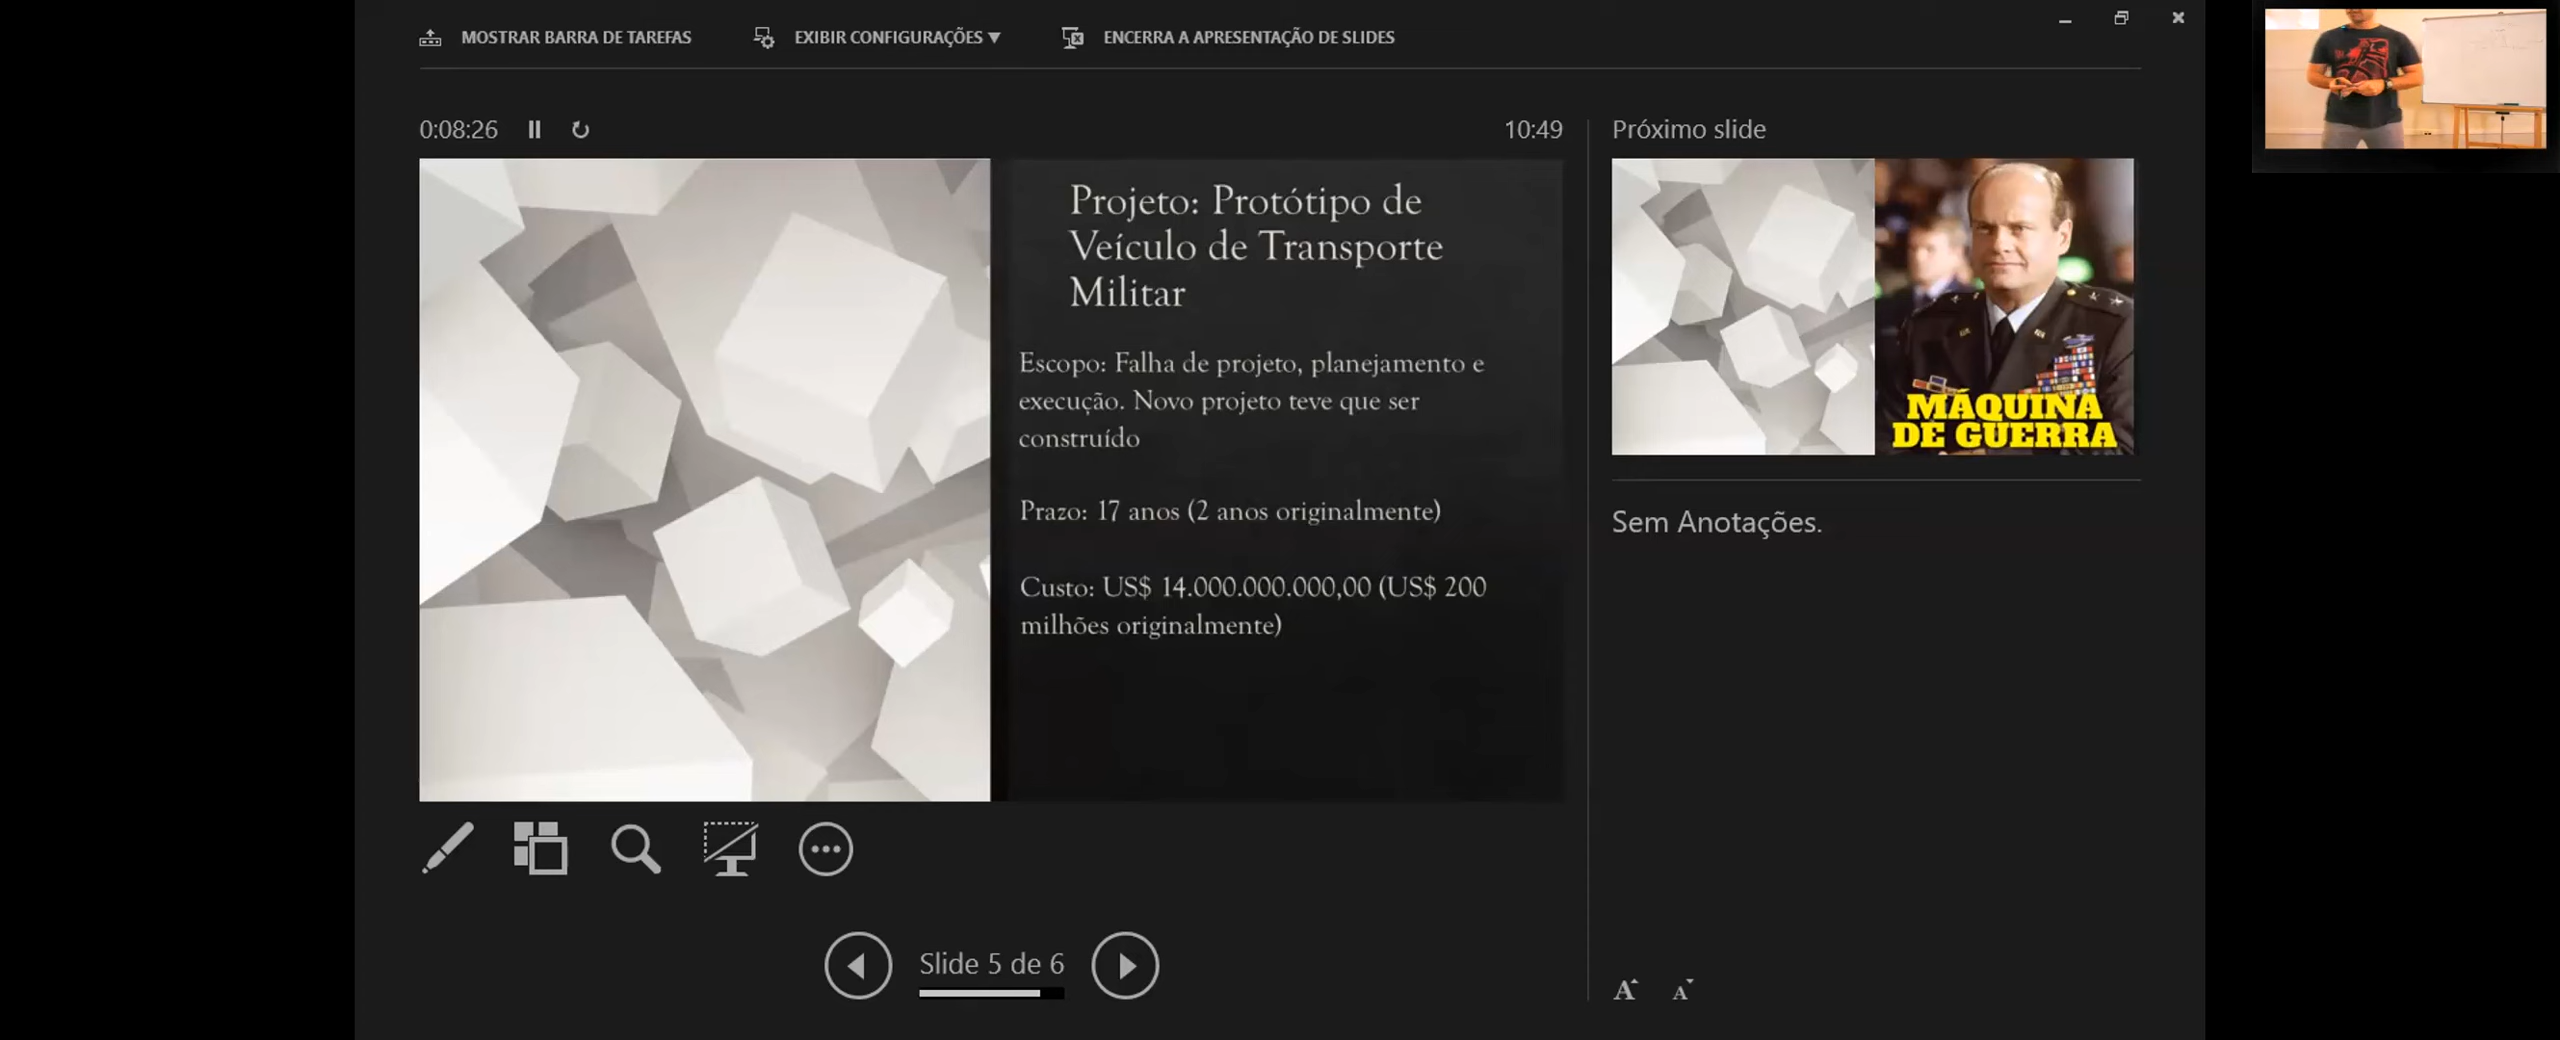 MOSTRAR BARRA DE TAREFAS
EXIBIR CONFIGURAÇÕES ▼
ENCERRA A APRESENTAÇÃO DE SLIDES
0:08:26
10:49
Projeto: Protótipo de
Veículo de Transporte
Militar
Escopo: Falha de projeto, planejamento e
execução. Novo projeto teve que ser
construído
Prazo: 17 anos (2 anos originalmente)
Custo: US$ 14.000.000.000,00 (US$ 200
milhões originalmente)
Slide 5 de 6
Próximo slide
MÁQUINA
DE GUERRA
Sem Anotações.
A A